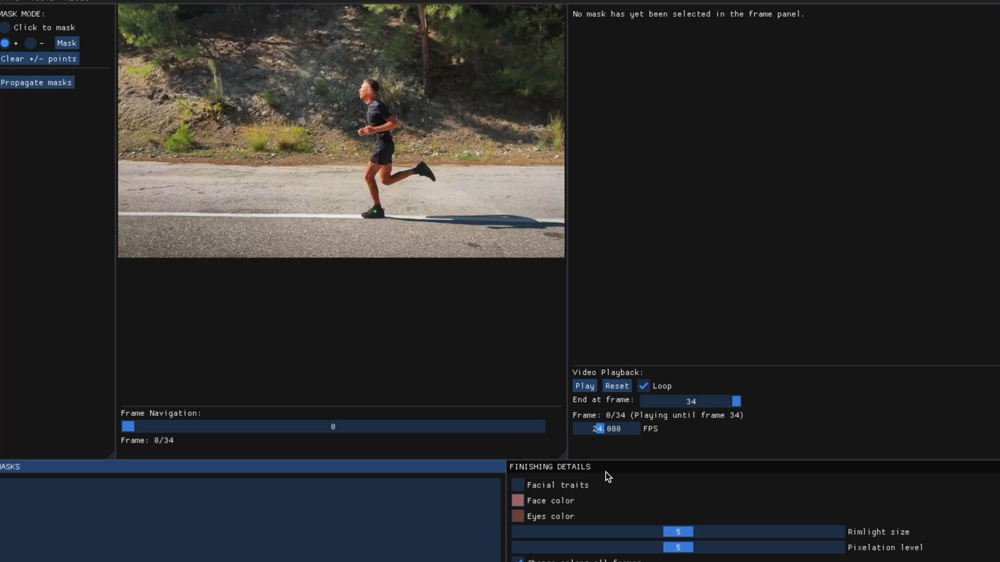 MASK MODE:
Click to mask
+ - Mask
Clear +/- points
Propagate masks
No mask has yet been selected in the frame panel.
Video Playback:
Play Reset Loop
End at frame: 34
Frame: 0/34 (Playing until frame 34)
24.000 FPS
Frame Navigation:
0
Frame: 0/34
MASKS
FINISHING DETAILS
Facial traits
Face color
Eyes color
5 Rimlight size
5 Pixelation level